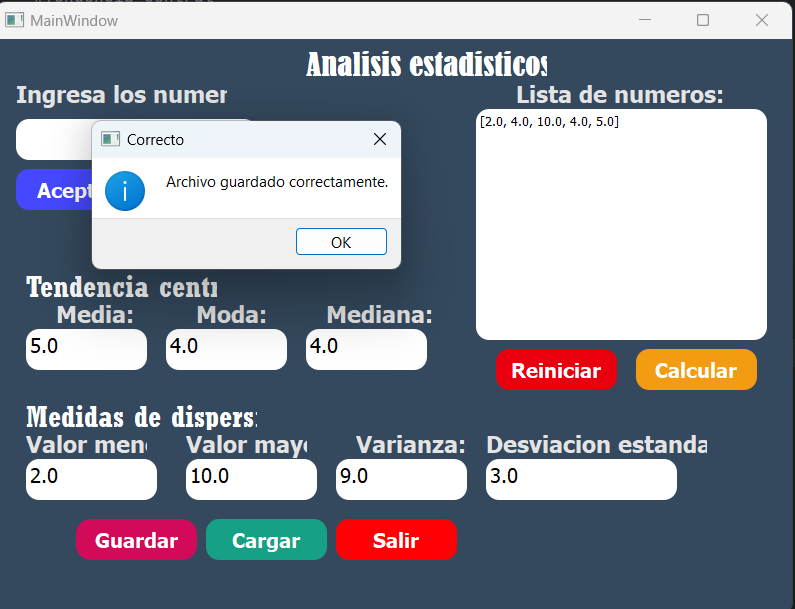 MainWindow
Analisis estadisticos
Ingresa los numer
Lista de numeros:
[2.0, 4.0, 10.0, 4.0, 5.0]
Correcto
Archivo guardado correctamente.
OK
Acept
Tendencia centr
Media:
Moda:
Mediana:
5.0
4.0
4.0
Reiniciar
Calcular
Medidas de dispers
Valor men
Valor mayo
Varianza:
Desviacion estanda
2.0
10.0
9.0
3.0
Guardar
Cargar
Salir